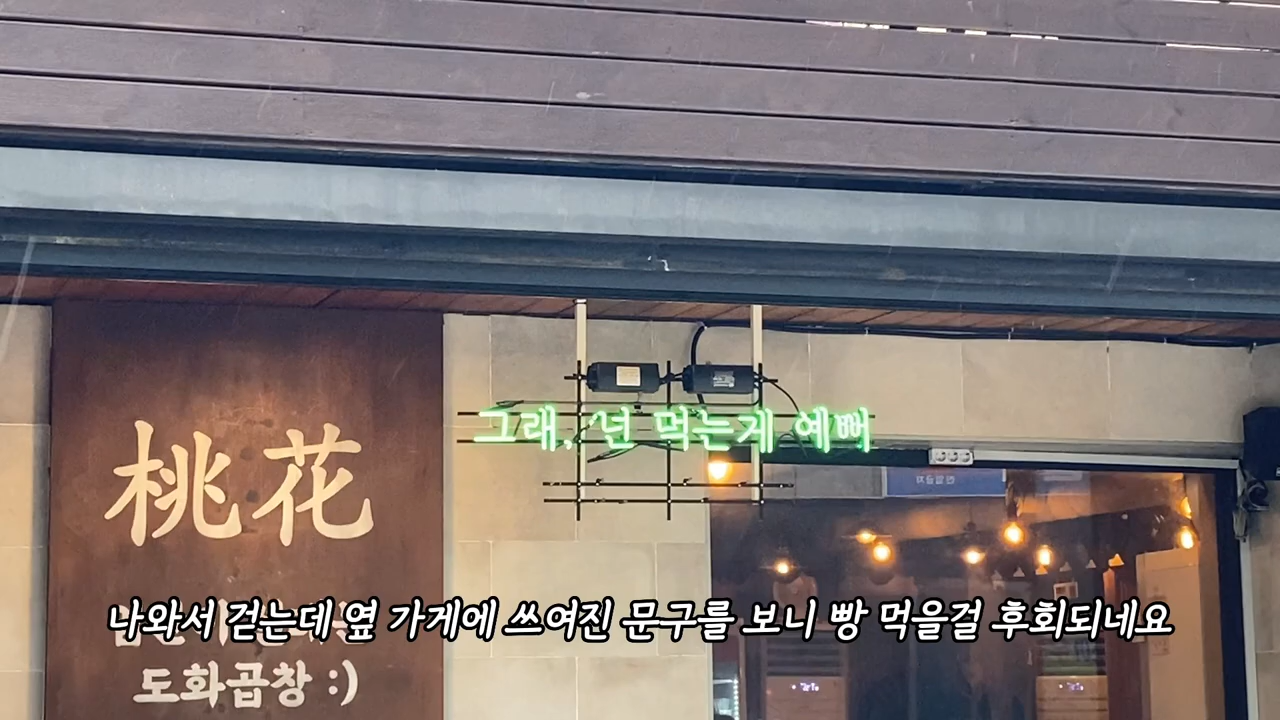 그래, 넌 먹는게 예뻐
桃花
나와서 걷는데 옆 가게에 쓰여진 문구를 보니 빵 먹을걸 후회되네요
도화곱창 :)